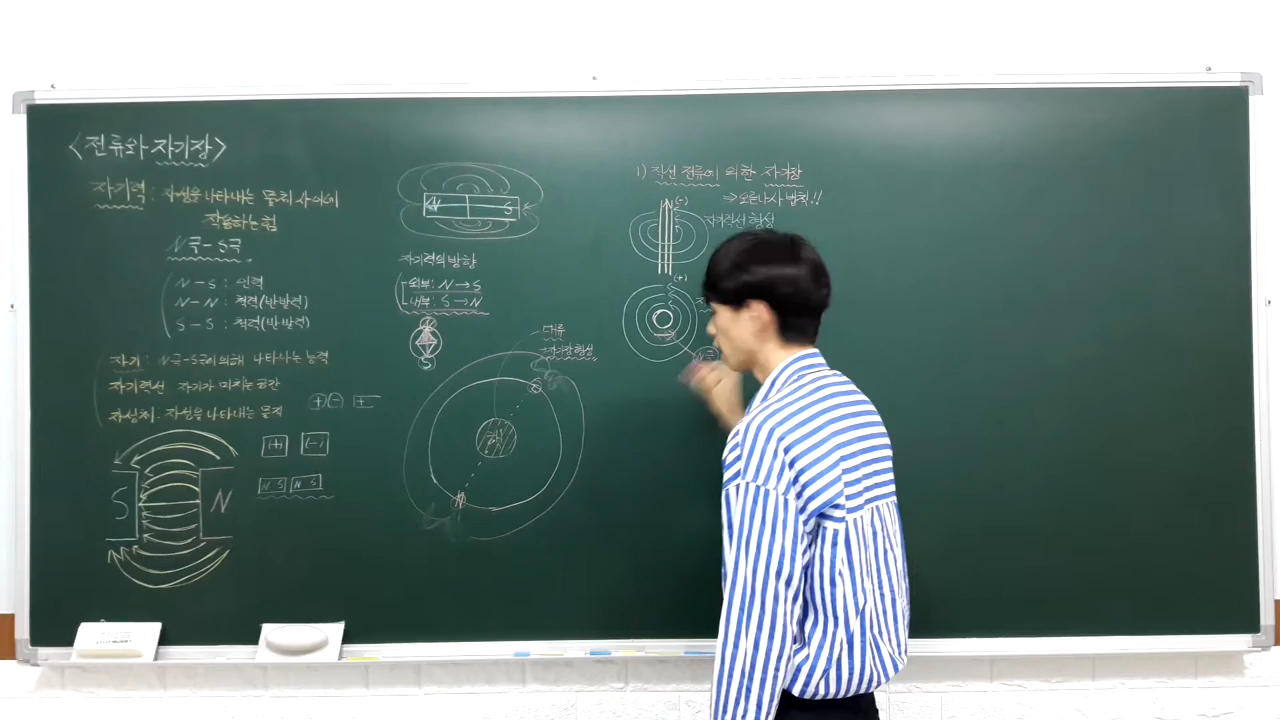 <전류와 자기장>
자기력 : 자성을 나타내는 물체 사이에
작용하는 힘
N극-S극
N-S : 인력
N-N : 척력(반발력)
S-S : 척력(반발력)
자기 : N극-S극에 의해 나타나는 능력
자기력선 자기가 미치는 공간
자성체 : 자성을 나타내는 물체
(+) (-) + -
(+) (-)
N S N S
S N
N S
자기력의 방향
외부 : N → S
내부 : S → N
N
S
대류
→ 자기장 형성
S
핵
N
1) 직선 전류에 의한 자기장
⇒ 오른나사 법칙!!
(-)
자기력선 형성
(+)